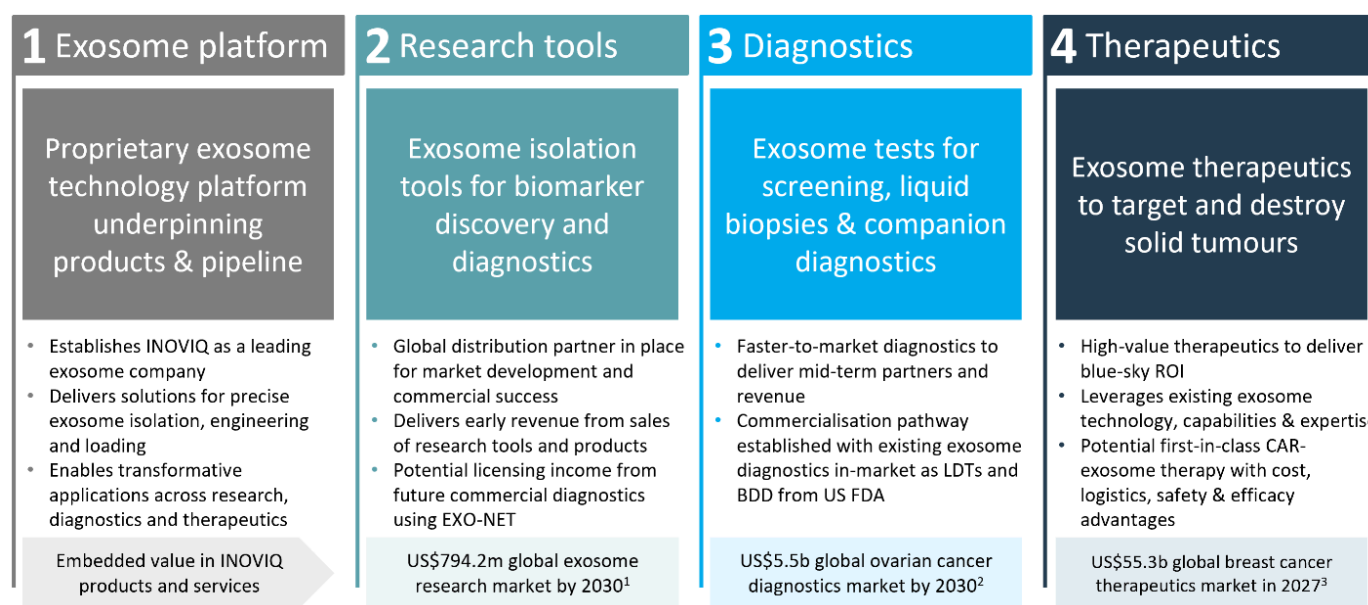 1 Exosome platform
Proprietary exosome
technology platform
underpinning
products & pipeline
• Establishes INOVIQ as a leading
exosome company
• Delivers solutions for precise
exosome isolation, engineering
and loading
• Enables transformative
applications across research,
diagnostics and therapeutics
Embedded value in INOVIQ
products and services
2 Research tools
Exosome isolation
tools for biomarker
discovery and
diagnostics
• Global distribution partner in place
for market development and
commercial success
• Delivers early revenue from sales
of research tools and products
• Potential licensing income from
future commercial diagnostics
using EXO-NET
US$794.2m global exosome
research market by 2030¹
3 Diagnostics
Exosome tests for
screening, liquid
biopsies & companion
diagnostics
• Faster-to-market diagnostics to
deliver mid-term partners and
revenue
• Commercialisation pathway
established with existing exosome
diagnostics in-market as LDTs and
BDD from US FDA
US$5.5b global ovarian cancer
diagnostics market by 2030²
4 Therapeutics
Exosome therapeutics
to target and destroy
solid tumours
• High-value therapeutics to deliver
blue-sky ROI
• Leverages existing exosome
technology, capabilities & expertis
• Potential first-in-class CAR-
exosome therapy with cost,
logistics, safety & efficacy
advantages
US$55.3b global breast cancer
therapeutics market in 2027³